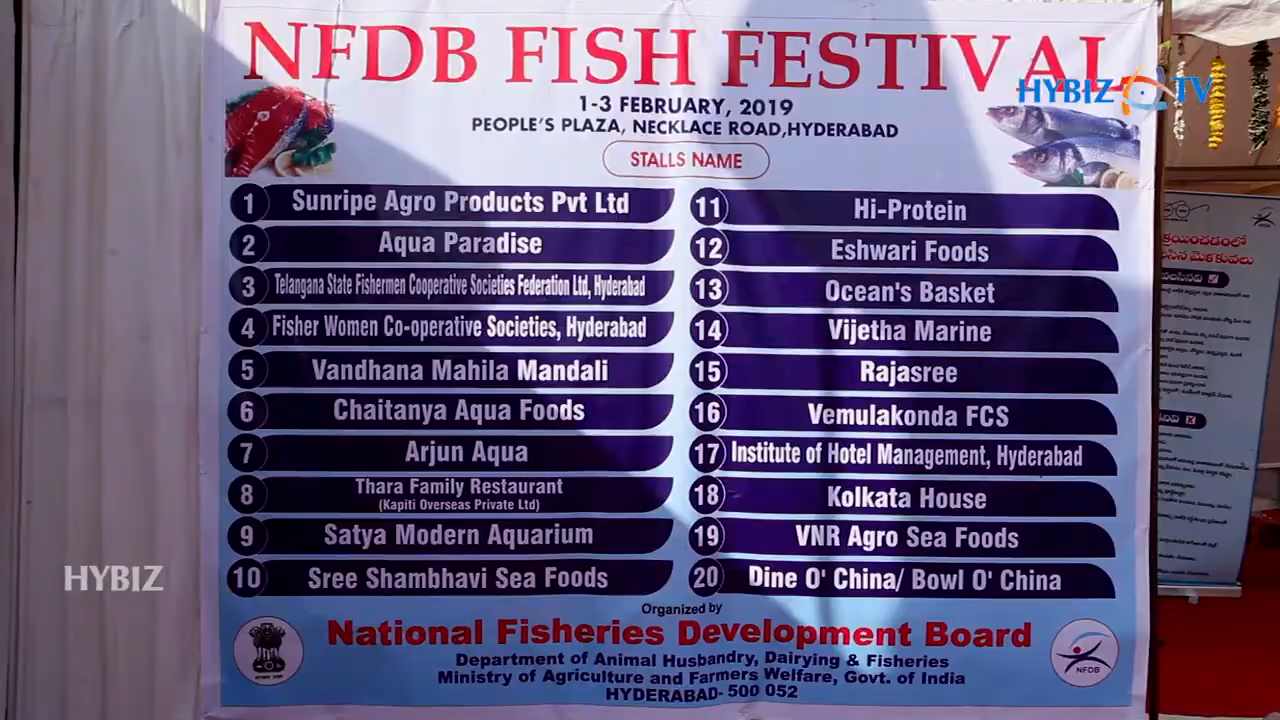 NFDB FISH FESTIVAL
HYBIZ TV
1-3 FEBRUARY, 2019
PEOPLE'S PLAZA, NECKLACE ROAD,HYDERABAD
STALLS NAME
1 Sunripe Agro Products Pvt Ltd
2 Aqua Paradise
3 Telangana State Fishermen Cooperative Societies Federation Ltd, Hyderabad
4 Fisher Women Co-operative Societies, Hyderabad
5 Vandhana Mahila Mandali
6 Chaitanya Aqua Foods
7 Arjun Aqua
8 Thara Family Restaurant
(Kapiti Overseas Private Ltd)
9 Satya Modern Aquarium
10 Sree Shambhavi Sea Foods
11 Hi-Protein
12 Eshwari Foods
13 Ocean's Basket
14 Vijetha Marine
15 Rajasree
16 Vemulakonda FCS
17 Institute of Hotel Management, Hyderabad
18 Kolkata House
19 VNR Agro Sea Foods
20 Dine O' China/ Bowl O' China
Organized by
National Fisheries Development Board
Department of Animal Husbandry, Dairying & Fisheries
Ministry of Agriculture and Farmers Welfare, Govt. of India
HYDERABAD- 500 052
NFDB
HYBIZ